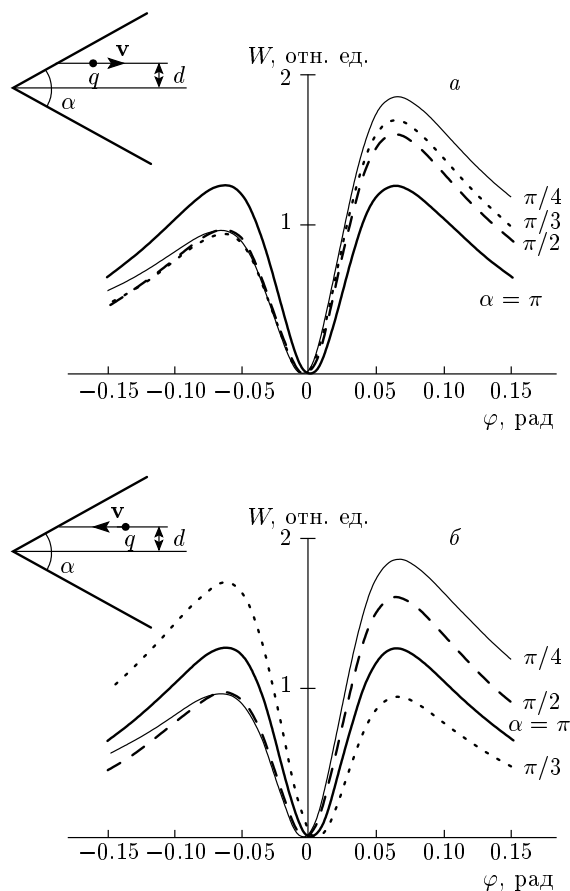 v
q
d
α
W, отн. ед.
а
2
1
π/4
π/3
π/2
α = π
−0.15 −0.10 −0.05 0 0.05 0.10 0.15
φ, рад
v
q
d
α
W, отн. ед.
б
2
1
π/4
π/2
α = π
π/3
−0.15 −0.10 −0.05 0 0.05 0.10 0.15
φ, рад